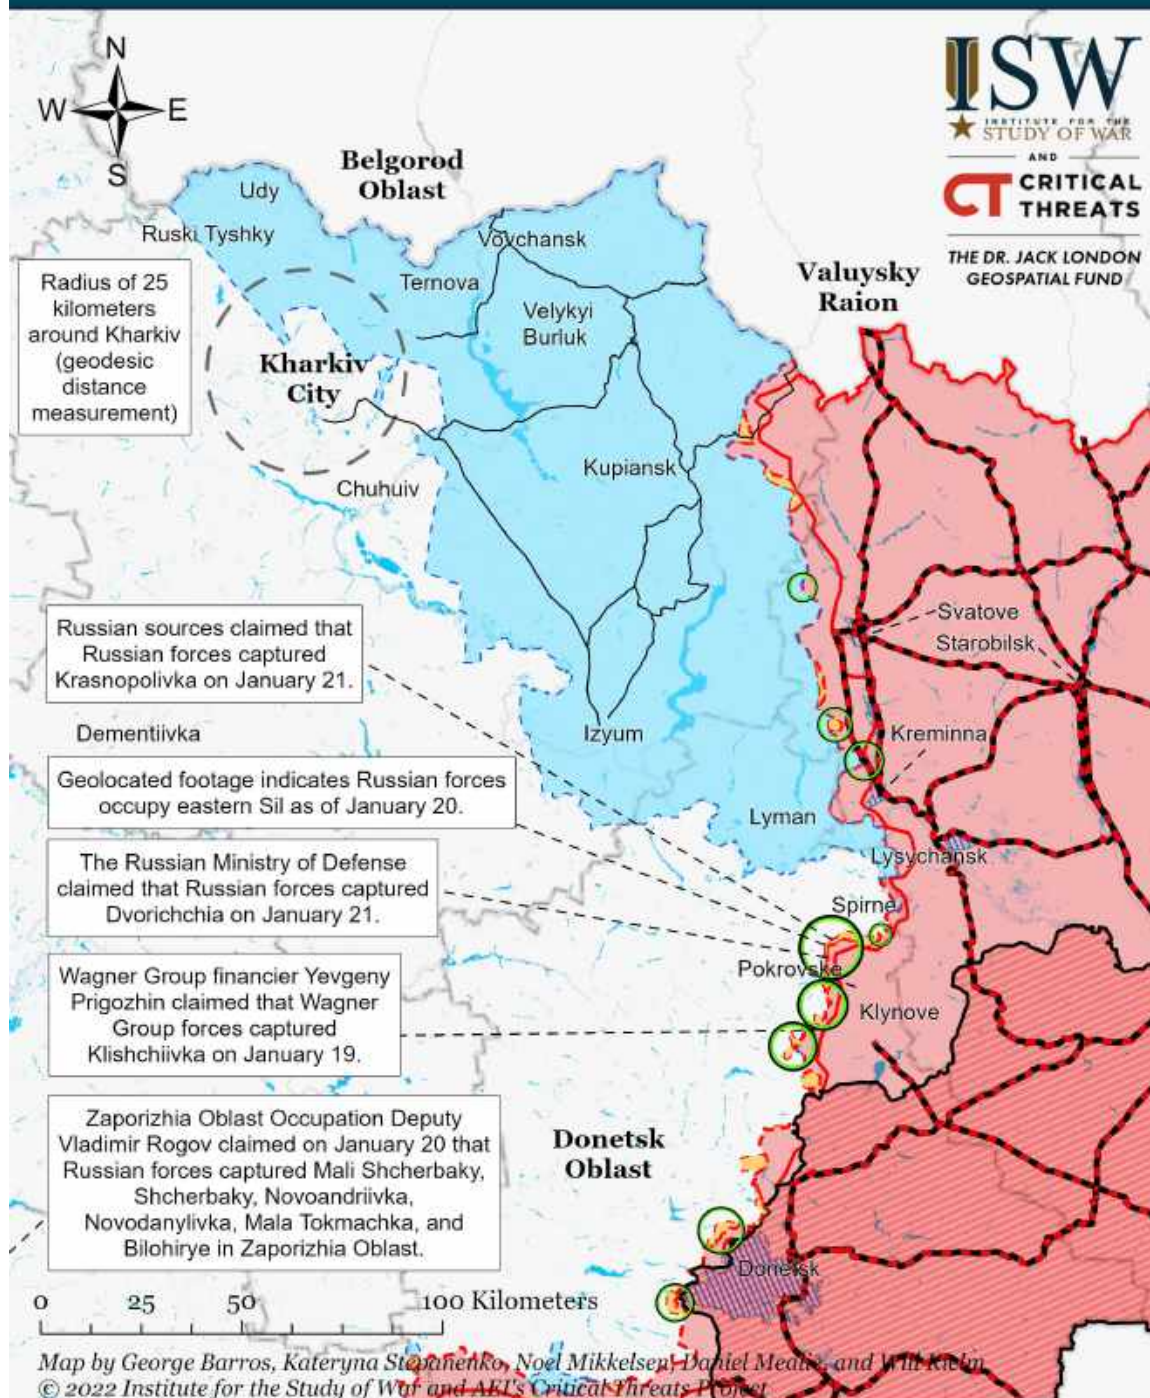 N
W E
S
ISW
INSTITUTE FOR THE
STUDY OF WAR
AND
CT CRITICAL
THREATS
THE DR. JACK LONDON
GEOSPATIAL FUND
Belgorod
Oblast
Udy
Ruski Tyshky
Vovchansk
Ternova
Valuysky
Raion
Radius of 25
kilometers
around Kharkiv
(geodesic
distance
measurement)
Velykyi
Burluk
Kharkiv
City
Kupiansk
Chuhuiv
Svatove
Starobilsk
Russian sources claimed that
Russian forces captured
Krasnopolivka on January 21.
Dementiivka
Izyum
Kreminna
Geolocated footage indicates Russian forces
occupy eastern Sil as of January 20.
Lyman
The Russian Ministry of Defense
claimed that Russian forces captured
Dvorichchia on January 21.
Lysychansk
Spirne
Pokrovske
Wagner Group financier Yevgeny
Prigozhin claimed that Wagner
Group forces captured
Klishchiivka on January 19.
Klynove
Zaporizhia Oblast Occupation Deputy
Vladimir Rogov claimed on January 20 that
Russian forces captured Mali Shcherbaky,
Shcherbaky, Novoandriivka,
Novodanylivka, Mala Tokmachka, and
Bilohirye in Zaporizhia Oblast.
Donetsk
Oblast
Donetsk
0 25 50 100 Kilometers
Map by George Barros, Kateryna Stepanenko, Noel Mikkelsen, Daniel Mealie, and Will Kielm
© 2022 Institute for the Study of War and AEI's Critical Threats Project